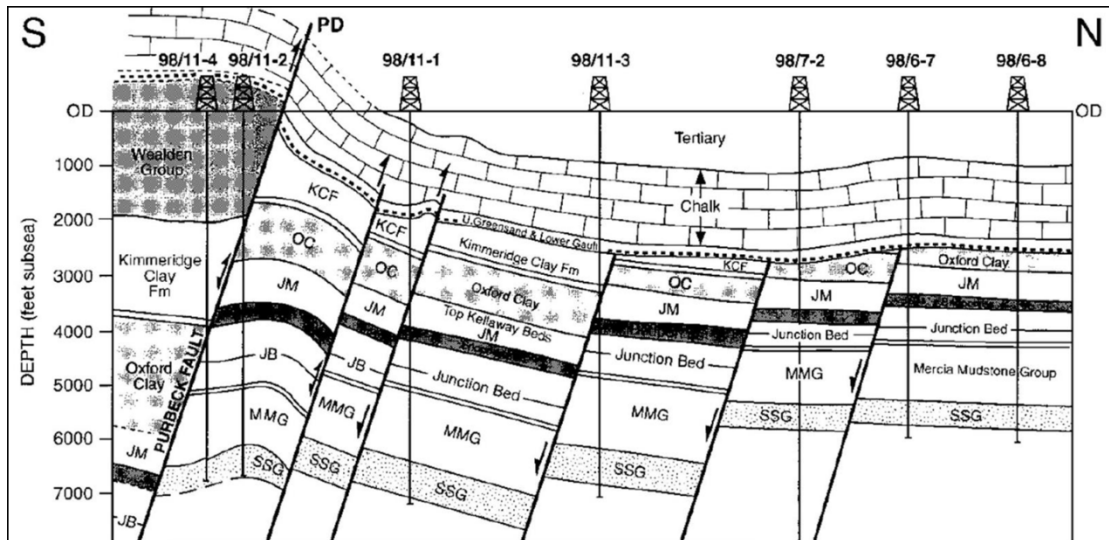 S
N
PD
98/11-4
98/11-2
98/11-1
98/11-3
98/7-2
98/6-7
98/6-8
OD
OD
Tertiary
Wealden
Group
1000
KCF
Chalk
2000
KCF
U.Greensand & Lower Gault
Kimmeridge
Clay
Fm
OC
Kimmeridge Clay Fm
KCF
OC
Oxford Clay
3000
OC
OC
JM
JM
JM
Oxford Clay
JM
JM
Top Kellaway Beds
JM
4000
Junction Bed
Junction Bed
JB
JB
Junction Bed
Oxford
Clay
5000
Junction Bed
MMG
Mercia Mudstone Group
MMG
MMG
MMG
MMG
SSG
SSG
6000
JM
SSG
SSG
SSG
SSG
7000
JB
DEPTH (feet subsea)
PURBECK FAULT